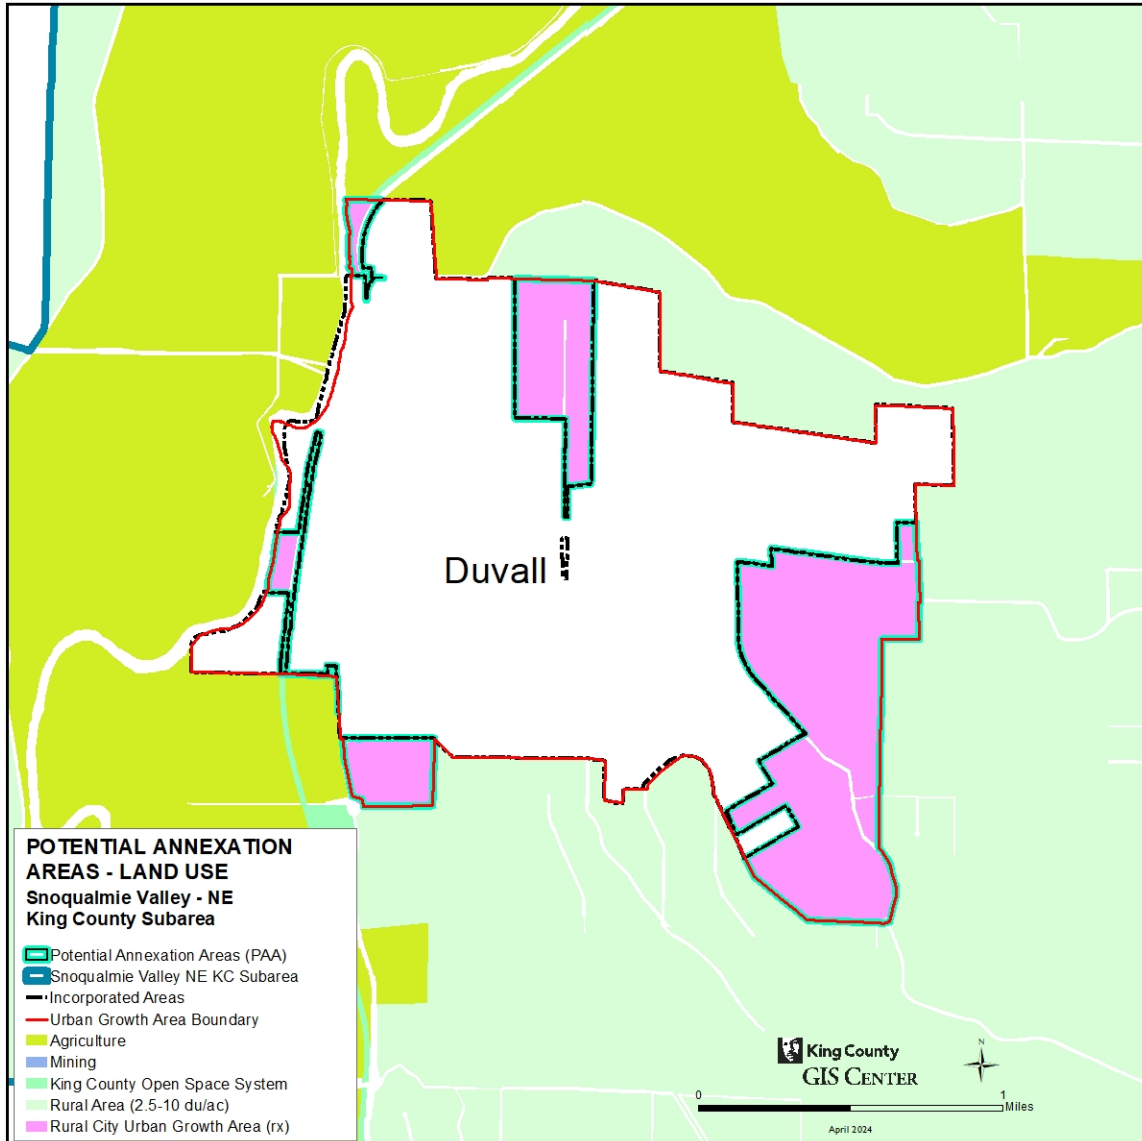 Duvall
POTENTIAL ANNEXATION
AREAS - LAND USE
Snoqualmie Valley - NE
King County Subarea
Potential Annexation Areas (PAA)
Snoqualmie Valley NE KC Subarea
Incorporated Areas
Urban Growth Area Boundary
Agriculture
Mining
King County Open Space System
Rural Area (2.5-10 du/ac)
Rural City Urban Growth Area (rx)
King County
GIS CENTER
N
0 1
Miles
April 2024